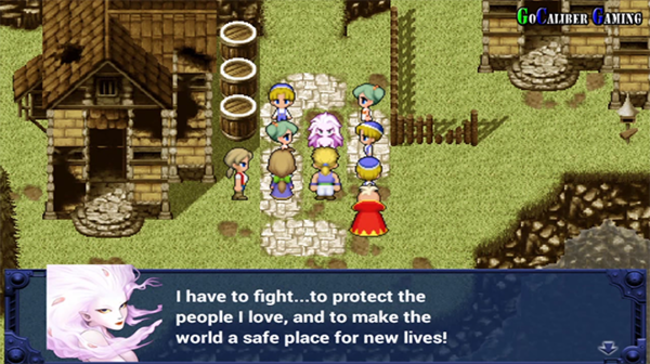 GoCaliber Gaming
I have to fight...to protect the
people I love, and to make the
world a safe place for new lives!